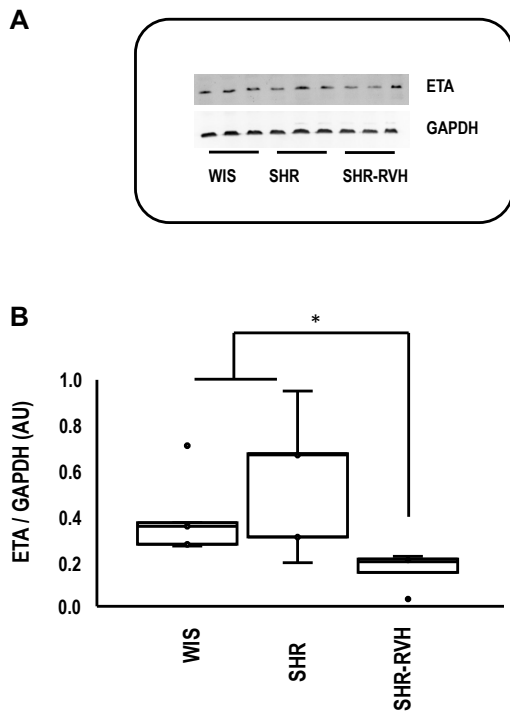 A
ETA
GAPDH
WIS SHR SHR-RVH
B
*
ETA / GAPDH (AU)
1.0
0.8
0.6
0.4
0.2
0.0
WIS
SHR
SHR-RVH